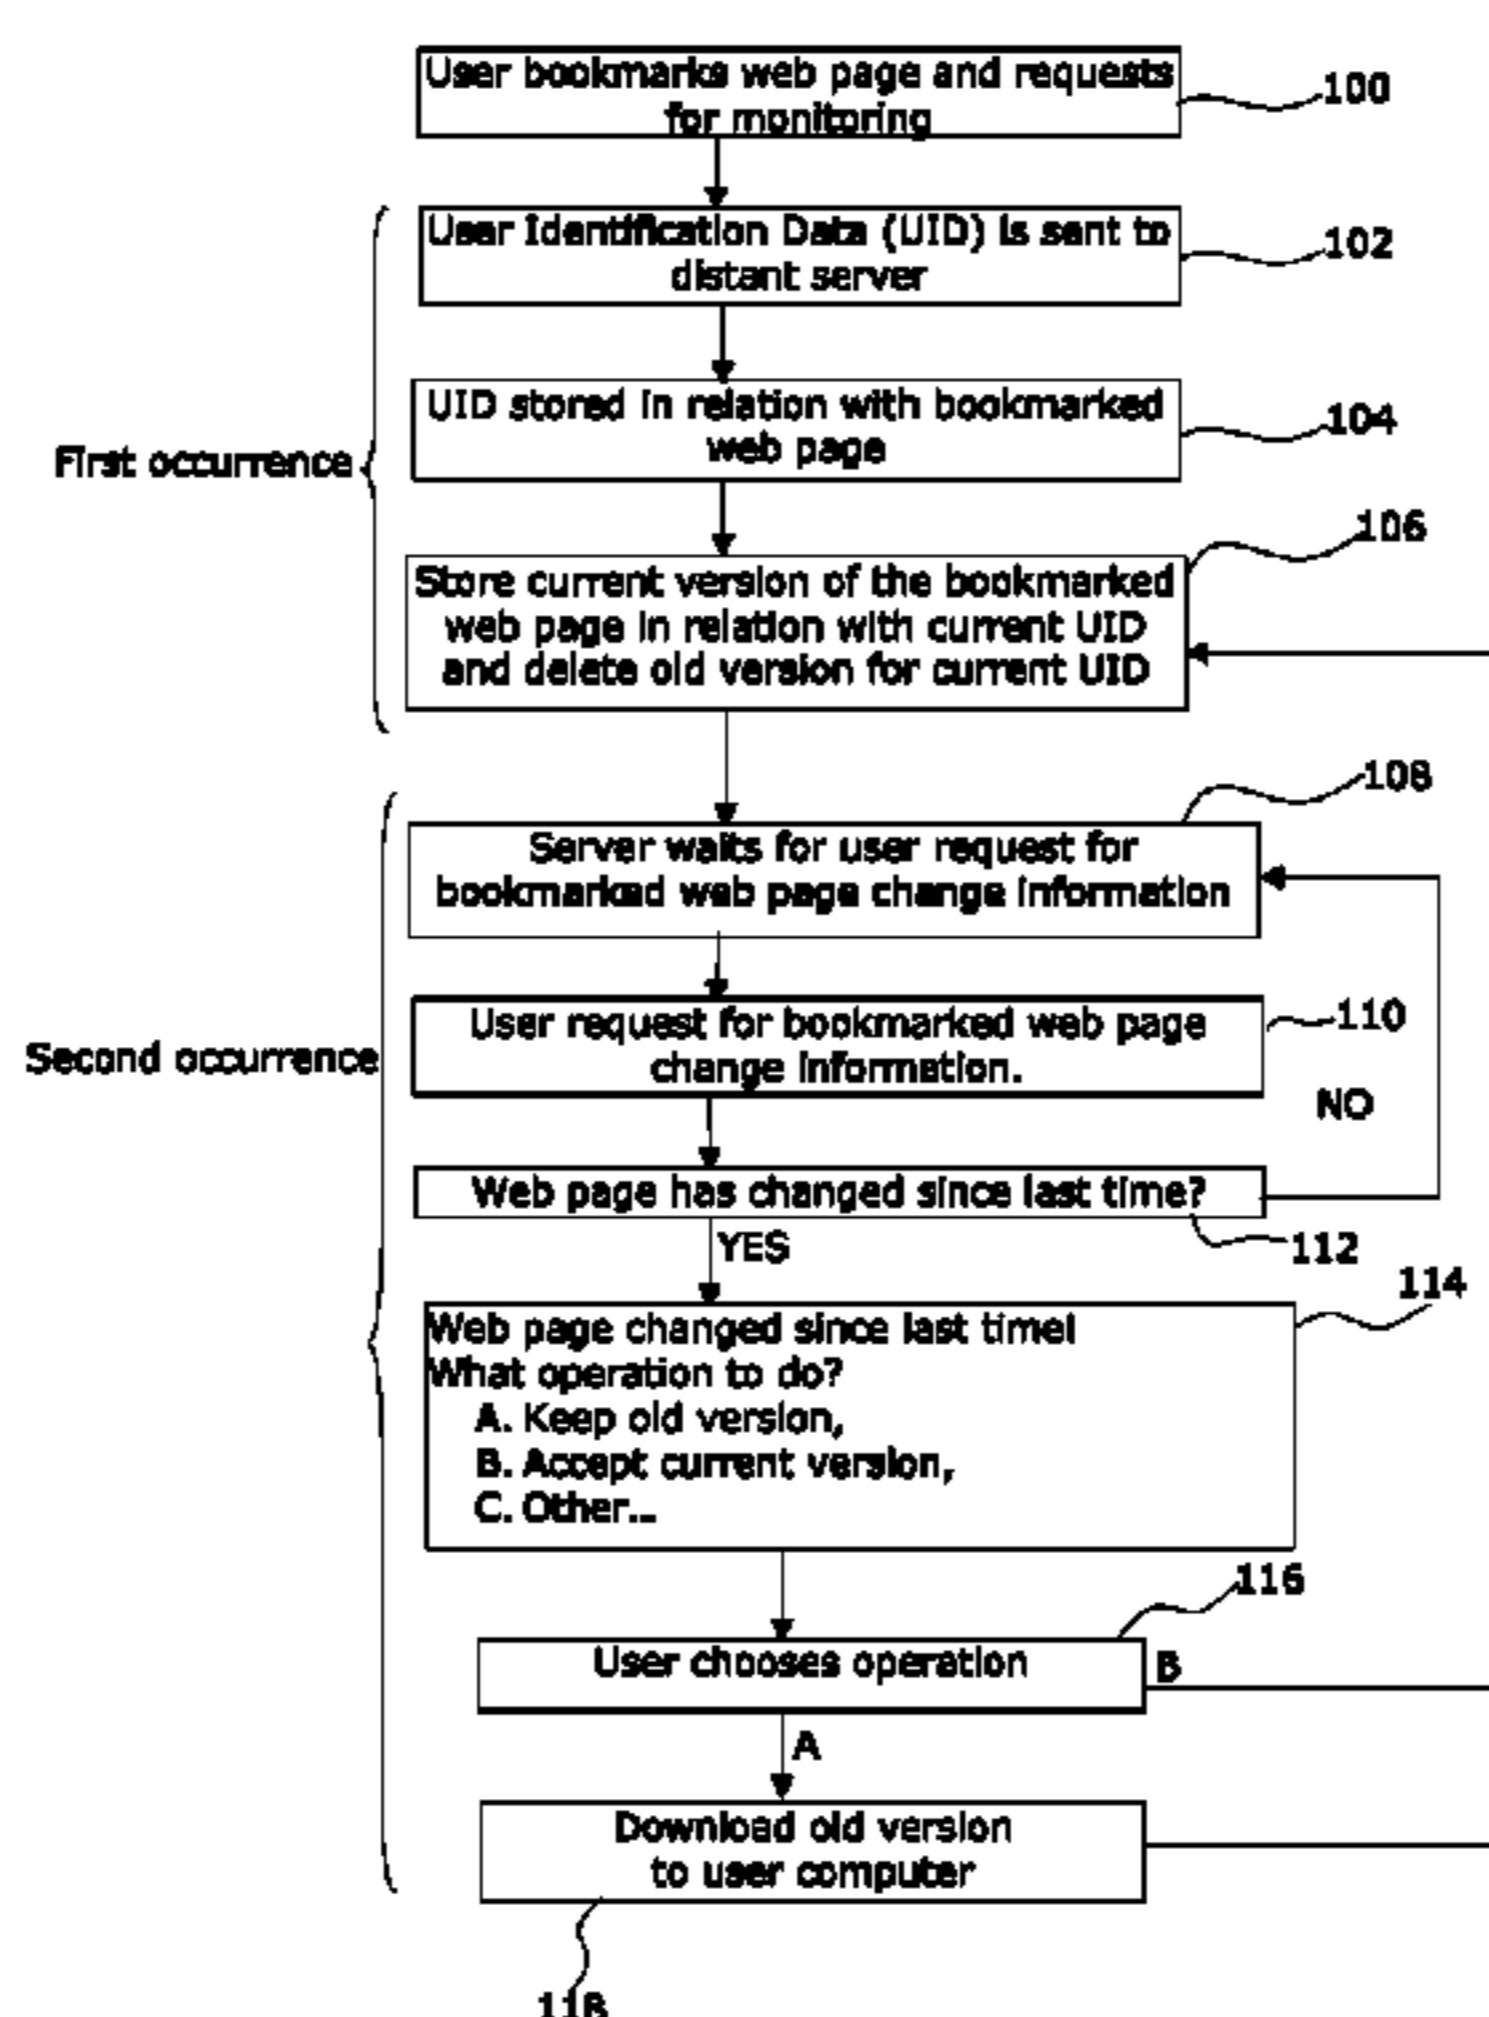 User bookmarks web page and requests
for monitoring
100
User Identification Data (UID) is sent to
distant server
102
UID stored in relation with bookmarked
web page
104
First occurrence
106
Store current version of the bookmarked
web page in relation with current UID
and delete old version for current UID
108
Server waits for user request for
bookmarked web page change information
User request for bookmarked web page
change information.
110
Second occurrence
NO
Web page has changed since last time?
YES
112
114
Web page changed since last time!
What operation to do?
A. Keep old version,
B. Accept current version,
C. Other...
116
User chooses operation
B
A
Download old version
to user computer
118